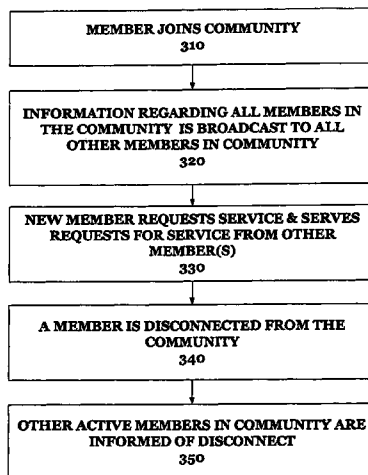 MEMBER JOINS COMMUNITY
310
INFORMATION REGARDING ALL MEMBERS IN
THE COMMUNITY IS BROADCAST TO ALL
OTHER MEMBERS IN COMMUNITY
320
NEW MEMBER REQUESTS SERVICE & SERVES
REQUESTS FOR SERVICE FROM OTHER
MEMBER(S)
330
A MEMBER IS DISCONNECTED FROM THE
COMMUNITY
340
OTHER ACTIVE MEMBERS IN COMMUNITY ARE
INFORMED OF DISCONNECT
350